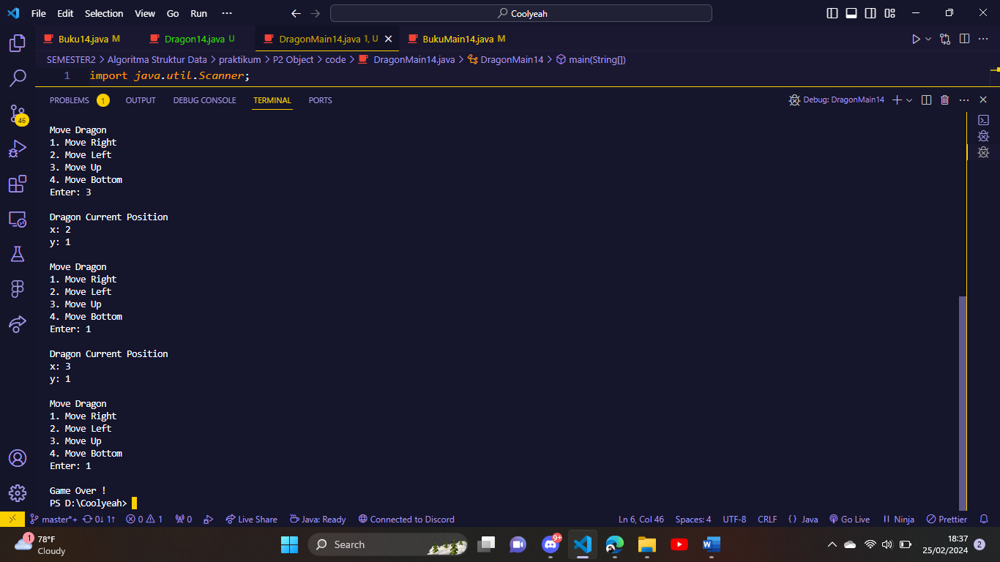 File Edit Selection View Go Run ··· Coolyeah
Buku14.java M Dragon14.java U DragonMain14.java 1, U BukuMain14.java M
SEMESTER2 > Algoritma Struktur Data > praktikum > P2 Object > code > DragonMain14.java > DragonMain14 > main(String[])
1 import java.util.Scanner;
PROBLEMS 1 OUTPUT DEBUG CONSOLE TERMINAL PORTS Debug: DragonMain14
Move Dragon
1. Move Right
2. Move Left
3. Move Up
4. Move Bottom
Enter: 3
Dragon Current Position
x: 2
y: 1
Move Dragon
1. Move Right
2. Move Left
3. Move Up
4. Move Bottom
Enter: 1
Dragon Current Position
x: 3
y: 1
Move Dragon
1. Move Right
2. Move Left
3. Move Up
4. Move Bottom
Enter: 1
Game Over !
PS D:\Coolyeah>
46
master*+ 0↓ 1↑ 0 1 0 Live Share Java: Ready Connected to Discord Ln 6, Col 46 Spaces: 4 UTF-8 CRLF {} Java Go Live Ninja Prettier
1 78°F
Cloudy
Search
9+
18:37
25/02/2024
2